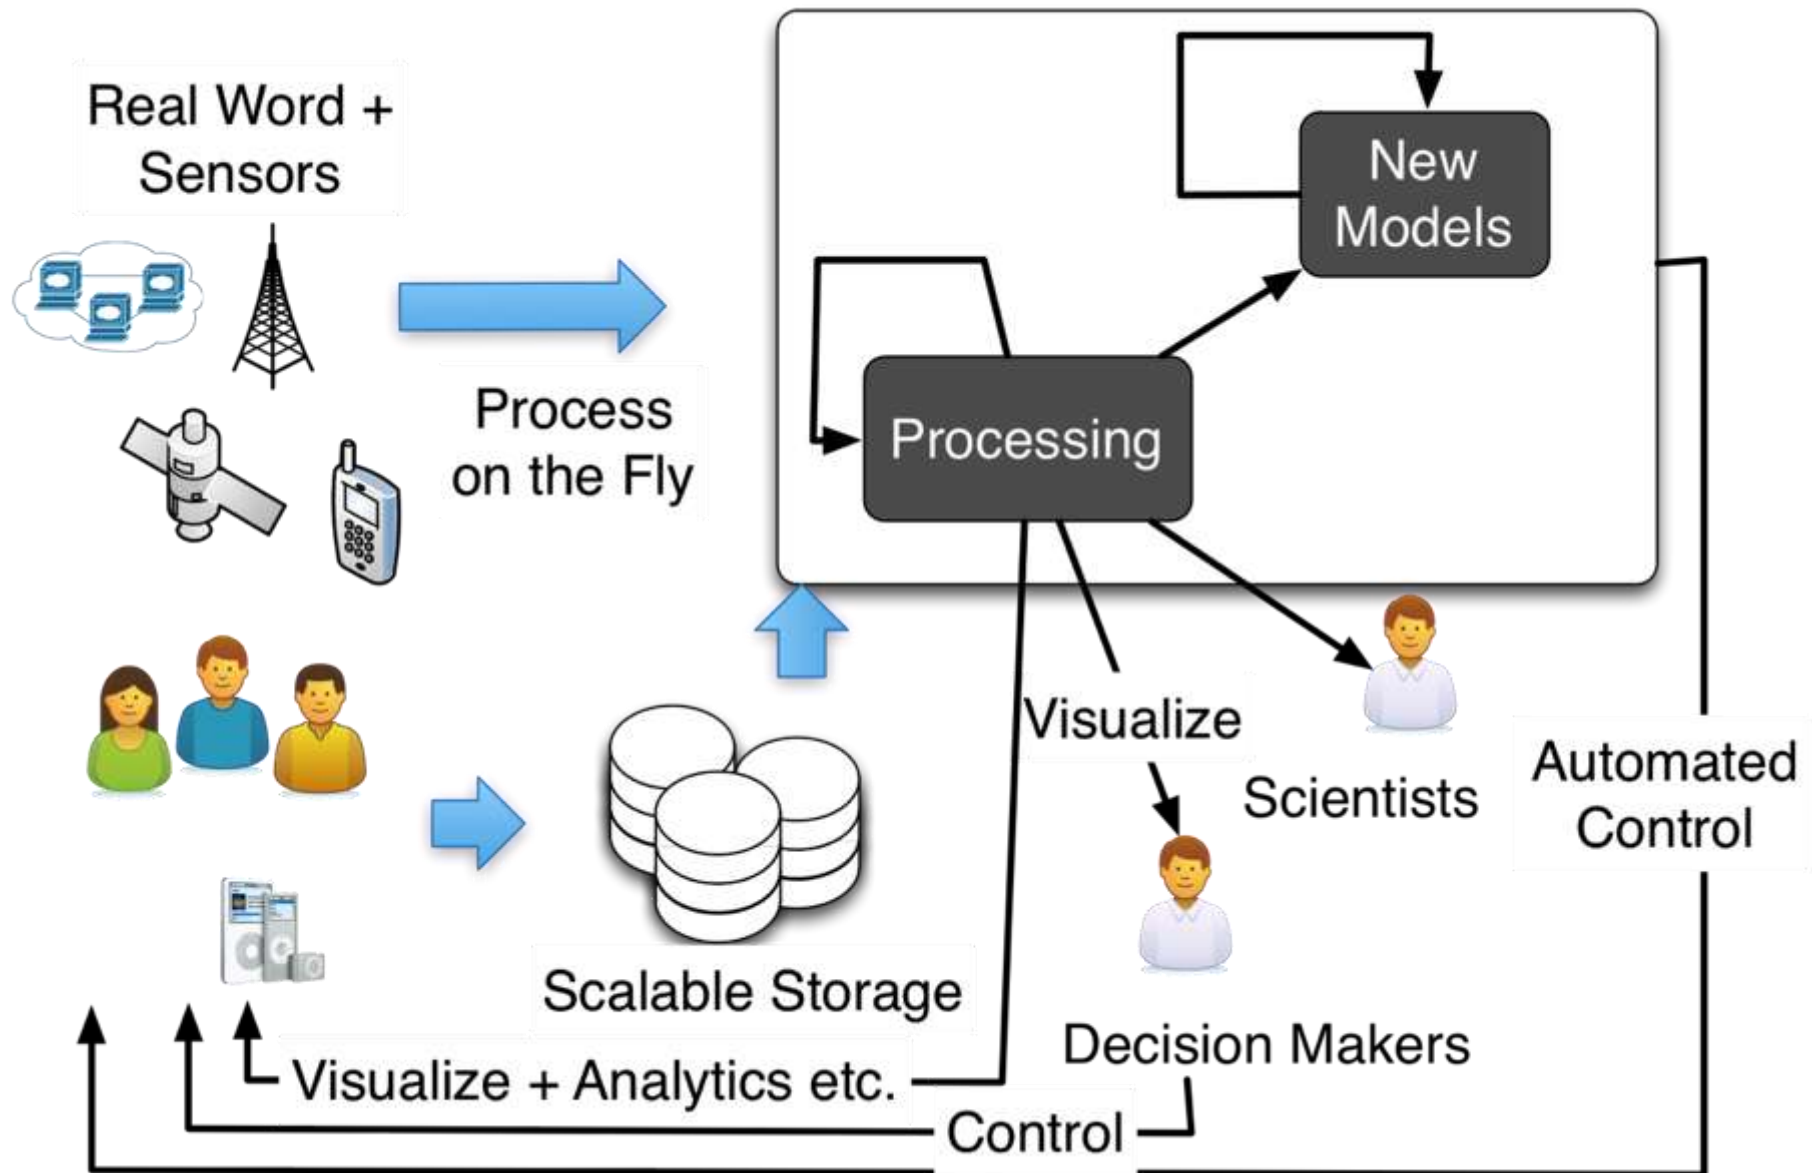 Real Word +
Sensors
New
Models
Process
on the Fly
Processing
Visualize
Scientists
Automated
Control
Scalable Storage
Decision Makers
Visualize + Analytics etc.
Control